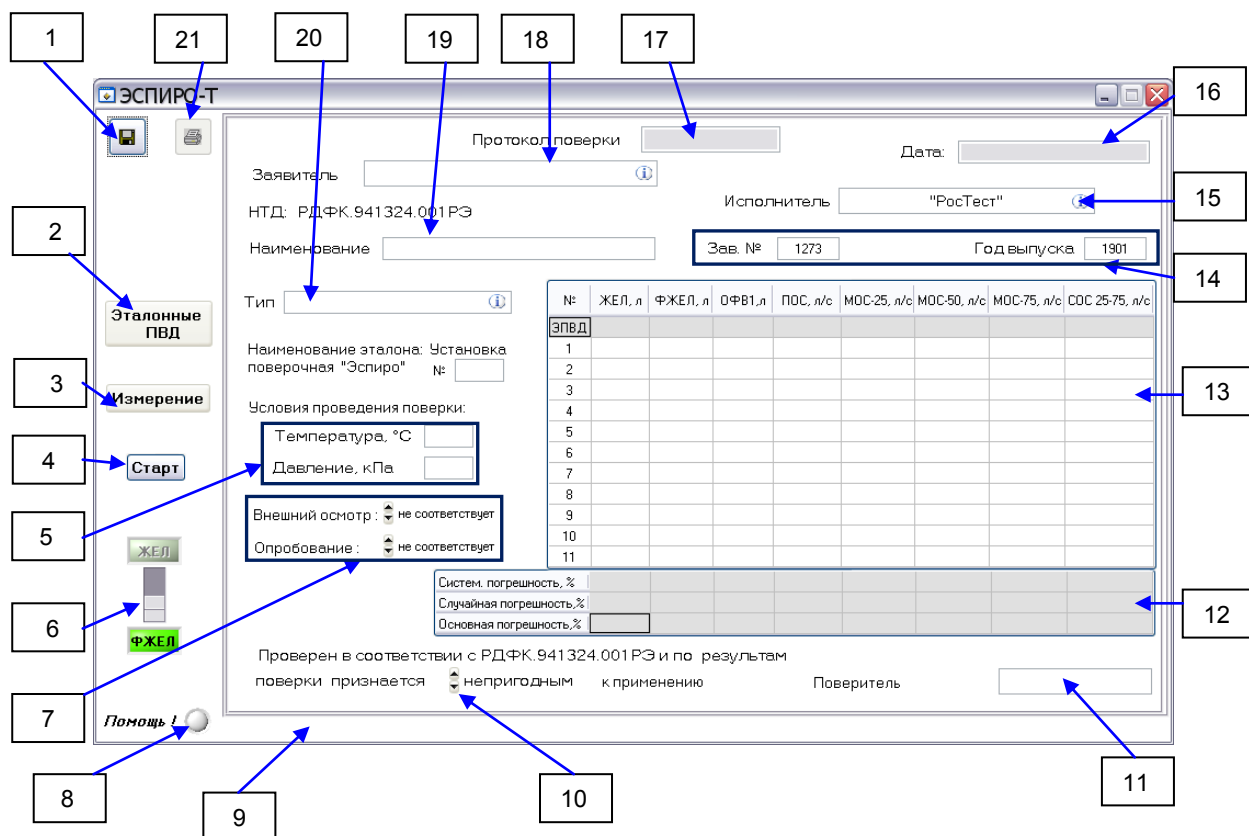 1
21
20
19
18
17
16
ЭСПИРО-Т
Протокол поверки
Дата:
Заявитель
Исполнитель "РосТест"
15
НТД: РДФК.941324.001РЭ
2
Наименование
Зав. № 1273 Год выпуска 1901
14
Тип
Эталонные
ПВД
Наименование эталона: Установка
поверочная "Эспиро" №
№ ЖЕЛ, л ФЖЕЛ, л ОФВ1,л ПОС, л/с МОС-25, л/с МОС-50, л/с МОС-75, л/с СОС 25-75, л/с
ЭПВД
1
2
3
4
5
6
7
8
9
10
11
13
3
Измерение
Условия проведения поверки:
Температура, °С
Давление, кПа
4
Старт
5
Внешний осмотр : не соответствует
Опробование : не соответствует
ЖЕЛ
6
ФЖЕЛ
Систем. погрешность, %
Случайная погрешность,%
Основная погрешность,%
12
Проверен в соответствии с РДФК.941324.001РЭ и по результам
поверки признается непригодным к применению Поверитель
7
Помощь !
8
9
10
11